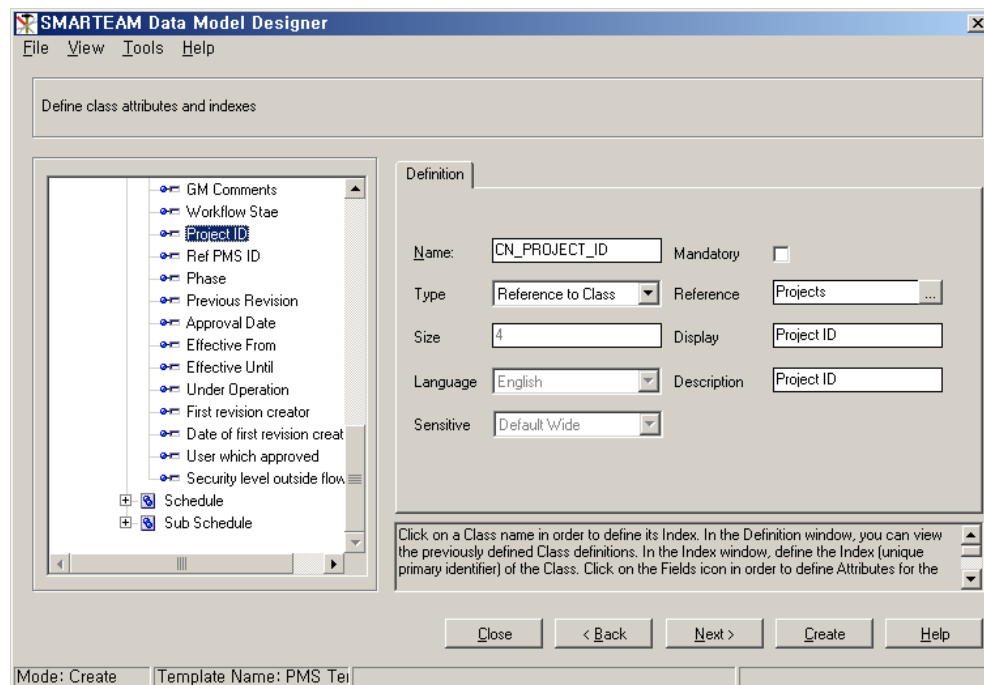 SMARTEAM Data Model Designer
File View Tools Help
Define class attributes and indexes
GM Comments
Workflow Stae
Project ID
Ref PMS ID
Phase
Previous Revision
Approval Date
Effective From
Effective Until
Under Operation
First revision creator
Date of first revision creat
User which approved
Security level outside flow
Schedule
Sub Schedule
Definition
Name: CN_PROJECT_ID Mandatory
Type Reference to Class Reference Projects ...
Size 4 Display Project ID
Language English Description Project ID
Sensitive Default Wide
Click on a Class name in order to define its Index. In the Definition window, you can view
the previously defined Class definitions. In the Index window, define the Index (unique
primary identifier) of the Class. Click on the Fields icon in order to define Attributes for the
Close < Back Next > Create Help
Mode: Create Template Name: PMS Te